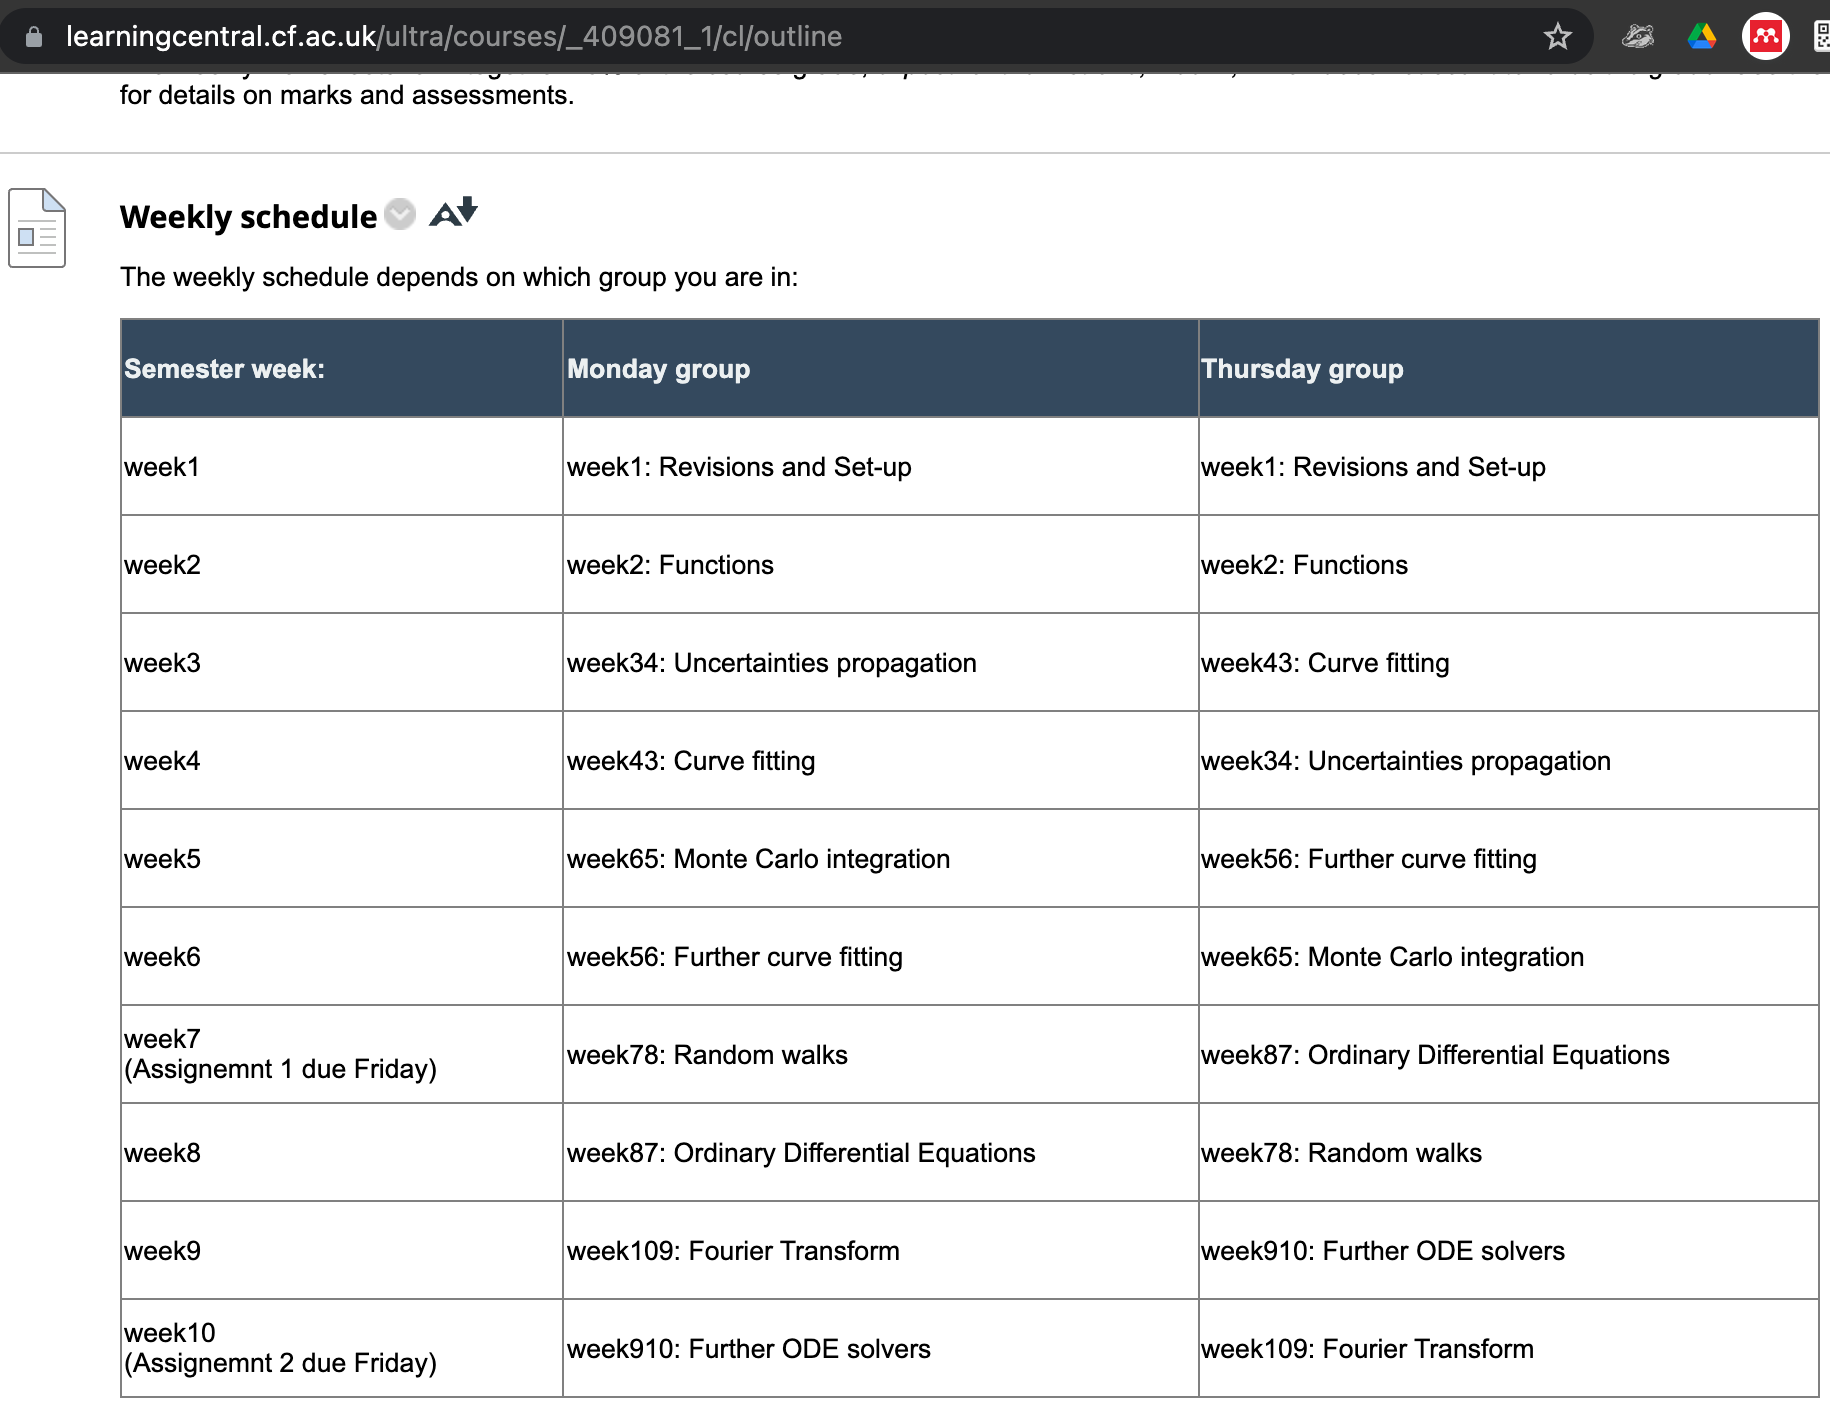 learningcentral.cf.ac.uk/ultra/courses/_409081_1/cl/outline
for details on marks and assessments.
Weekly schedule
The weekly schedule depends on which group you are in:
Semester week: Monday group Thursday group
week1 week1: Revisions and Set-up week1: Revisions and Set-up
week2 week2: Functions week2: Functions
week3 week34: Uncertainties propagation week43: Curve fitting
week4 week43: Curve fitting week34: Uncertainties propagation
week5 week65: Monte Carlo integration week56: Further curve fitting
week6 week56: Further curve fitting week65: Monte Carlo integration
week7
(Assignemnt 1 due Friday) week78: Random walks week87: Ordinary Differential Equations
week8 week87: Ordinary Differential Equations week78: Random walks
week9 week109: Fourier Transform week910: Further ODE solvers
week10
(Assignemnt 2 due Friday) week910: Further ODE solvers week109: Fourier Transform